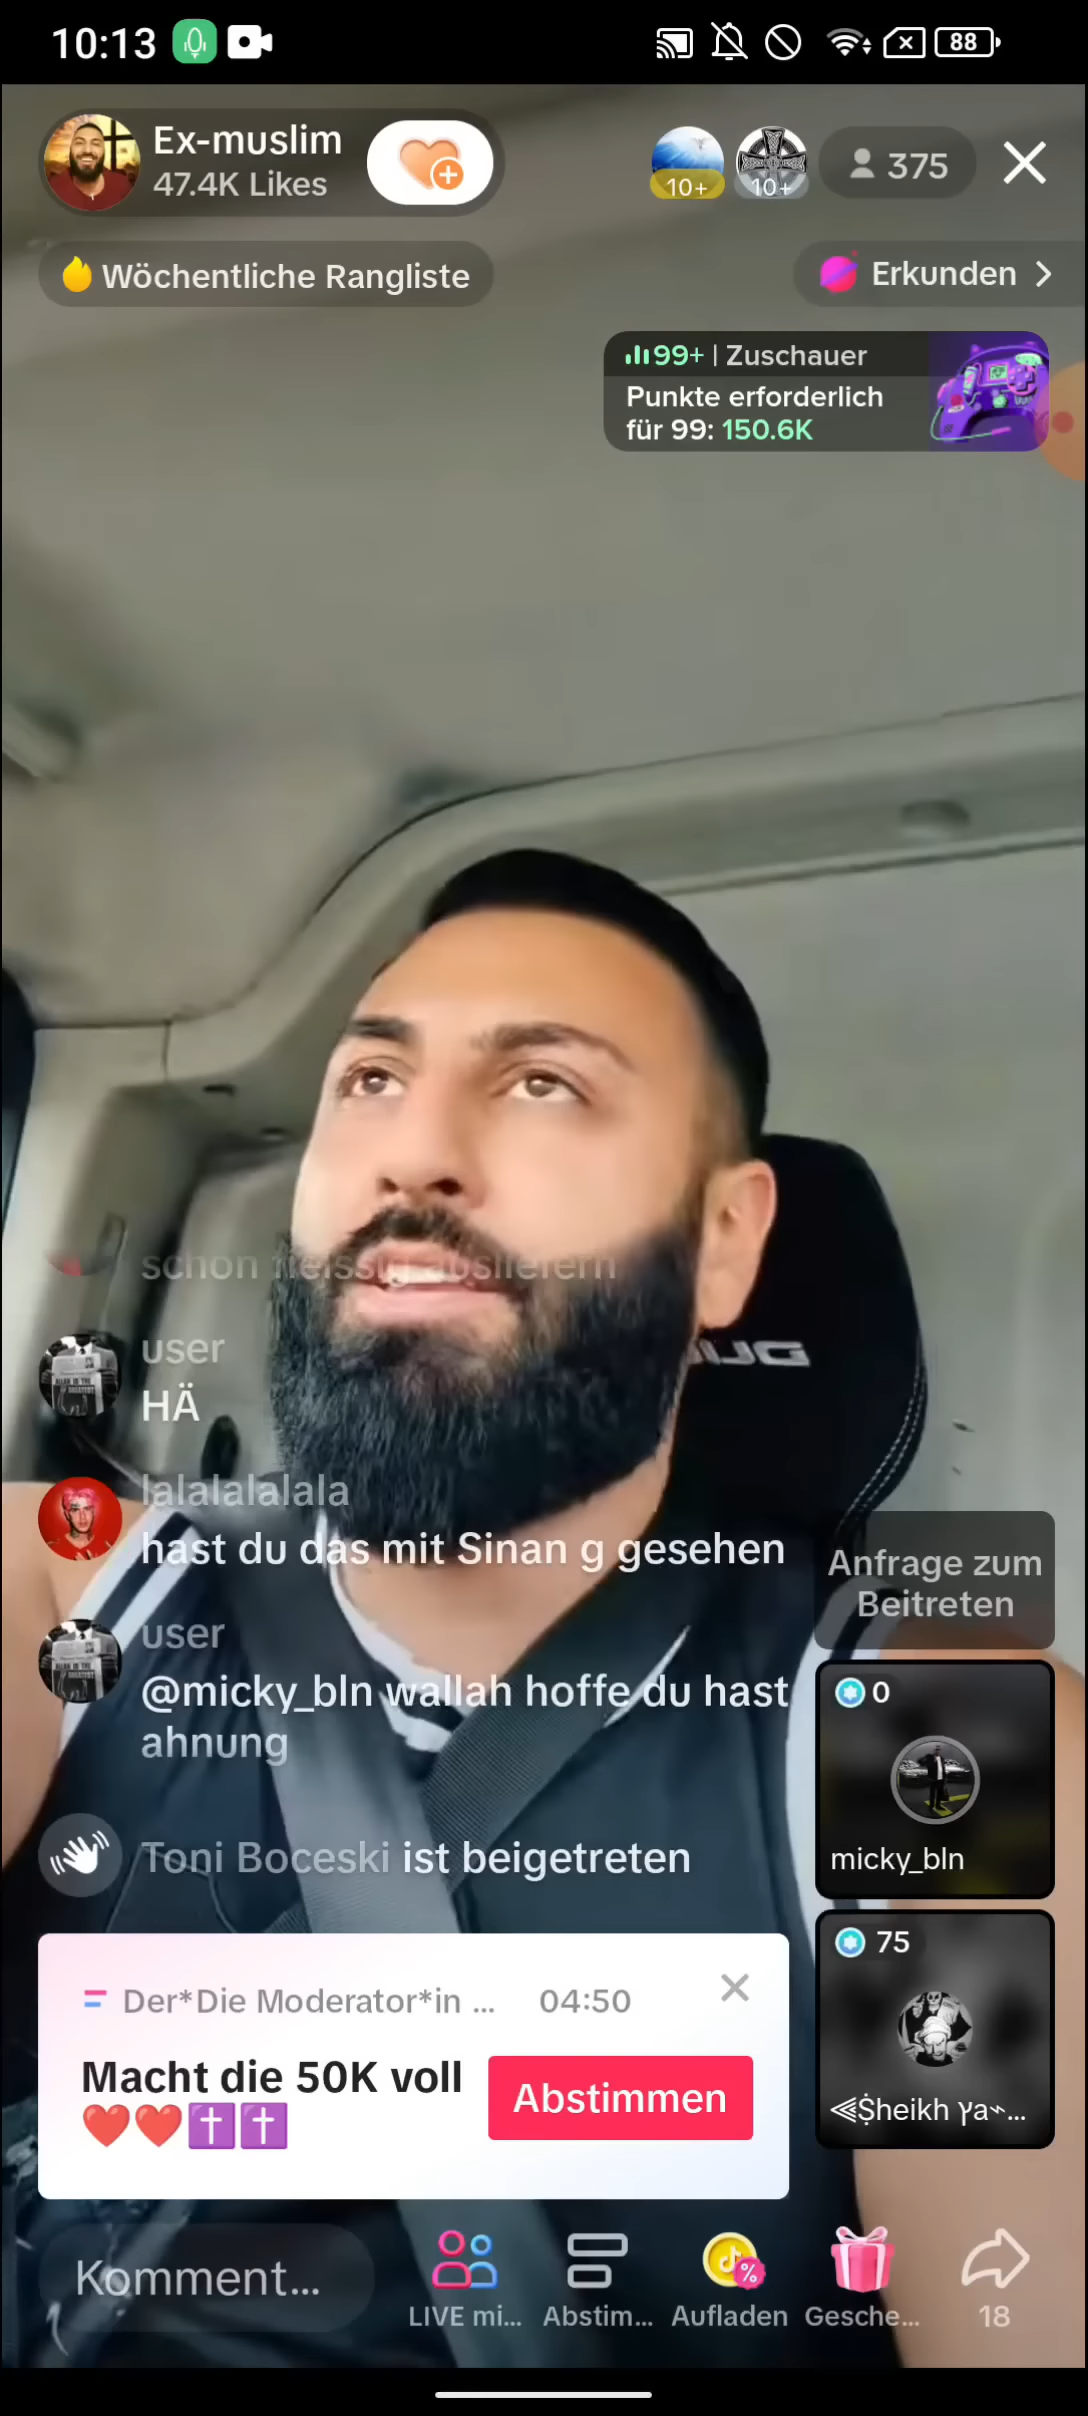 10:13
88
Ex-muslim
47.4K Likes
10+
10+
375
Wöchentliche Rangliste
Erkunden
99+ | Zuschauer
Punkte erforderlich
für 99: 150.6K
schon fleissig absliefern
user
HÄ
lalalalalala
hast du das mit Sinan g gesehen
user
@micky_bln wallah hoffe du hast
ahnung
Toni Boceski ist beigetreten
Anfrage zum
Beitreten
0
micky_bln
75
Der*Die Moderator*in ...
04:50
Macht die 50K voll
❤️❤️✝️✝️
Abstimmen
Komment...
LIVE mi...
Abstim...
Aufladen
Gesche...
18